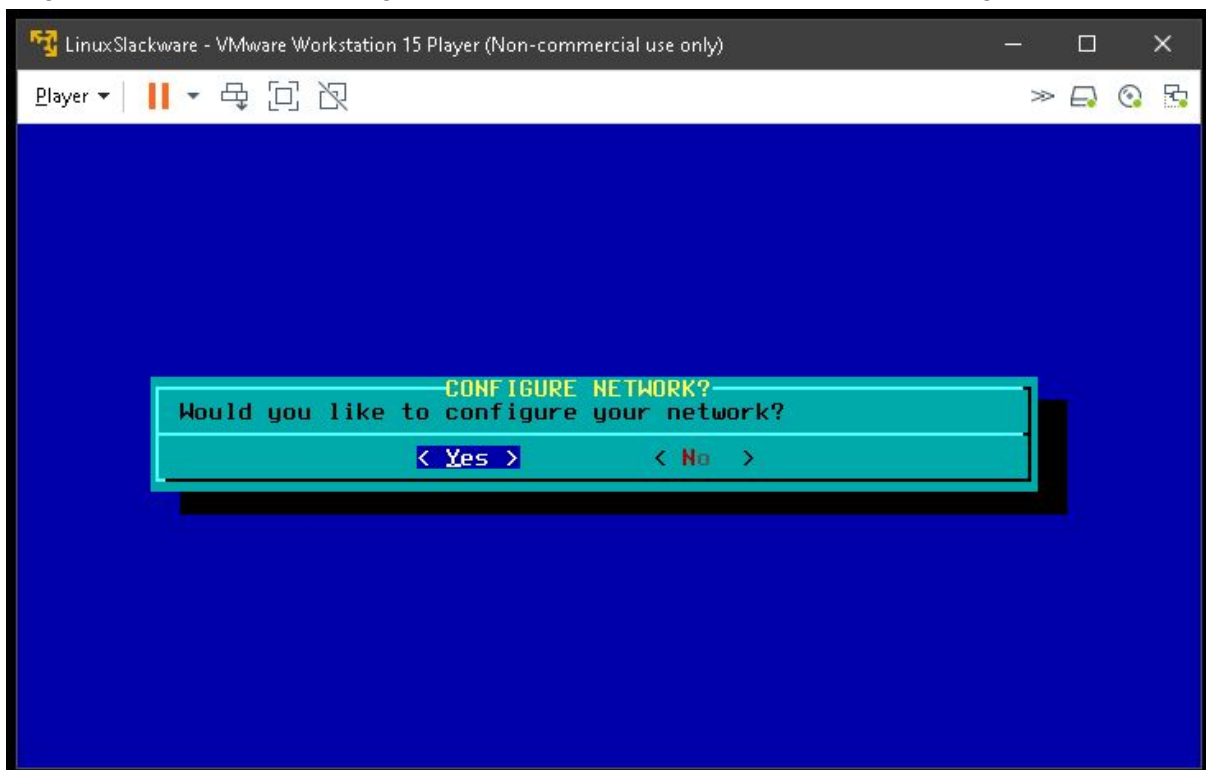 LinuxSlackware - VMware Workstation 15 Player (Non-commercial use only)
Player
CONFIGURE NETWORK?
Would you like to configure your network?
< Yes > < No >